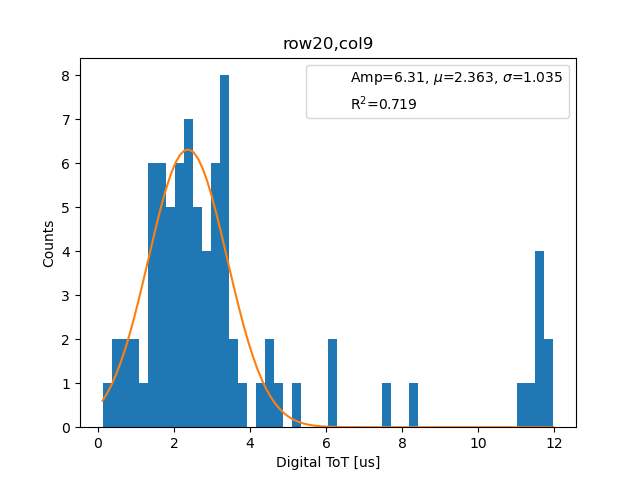 row20,col9
Amp=6.31, μ=2.363, σ=1.035
R²=0.719
8
7
6
5
4
3
2
1
0
Counts
0 2 4 6 8 10 12
Digital ToT [us]